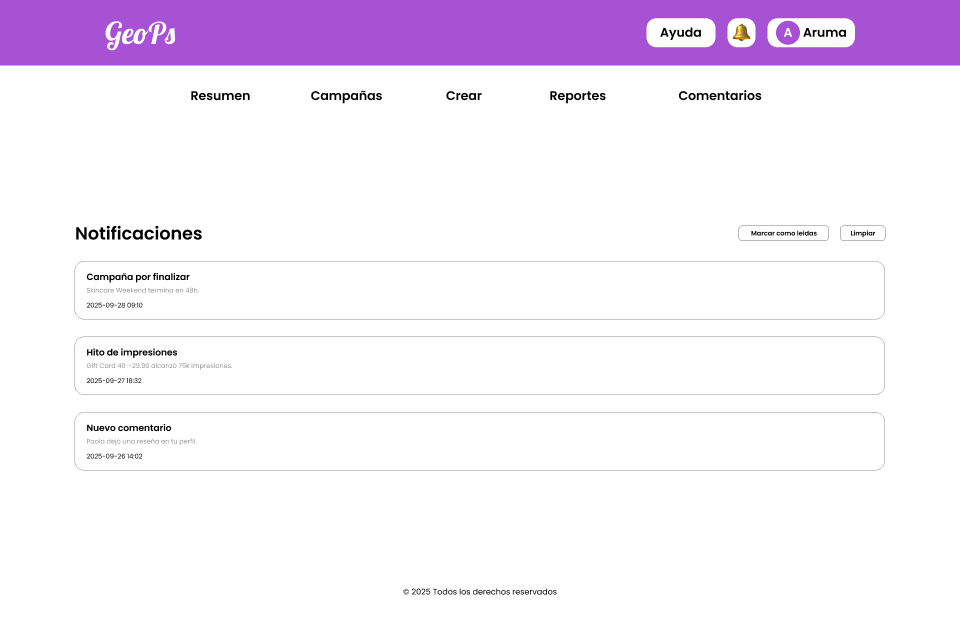 GeoPs
Ayuda
A Aruma
Resumen Campañas Crear Reportes Comentarios
Notificaciones
Marcar como leídas Limpiar
Campaña por finalizar
Skincare Weekend termina en 48h.
2025-09-28 09:10
Hito de impresiones
Gift Card 40→29.90 alcanzó 75k impresiones.
2025-09-27 18:32
Nuevo comentario
Paola dejó una reseña en tu perfil.
2025-09-26 14:02
© 2025 Todos los derechos reservados